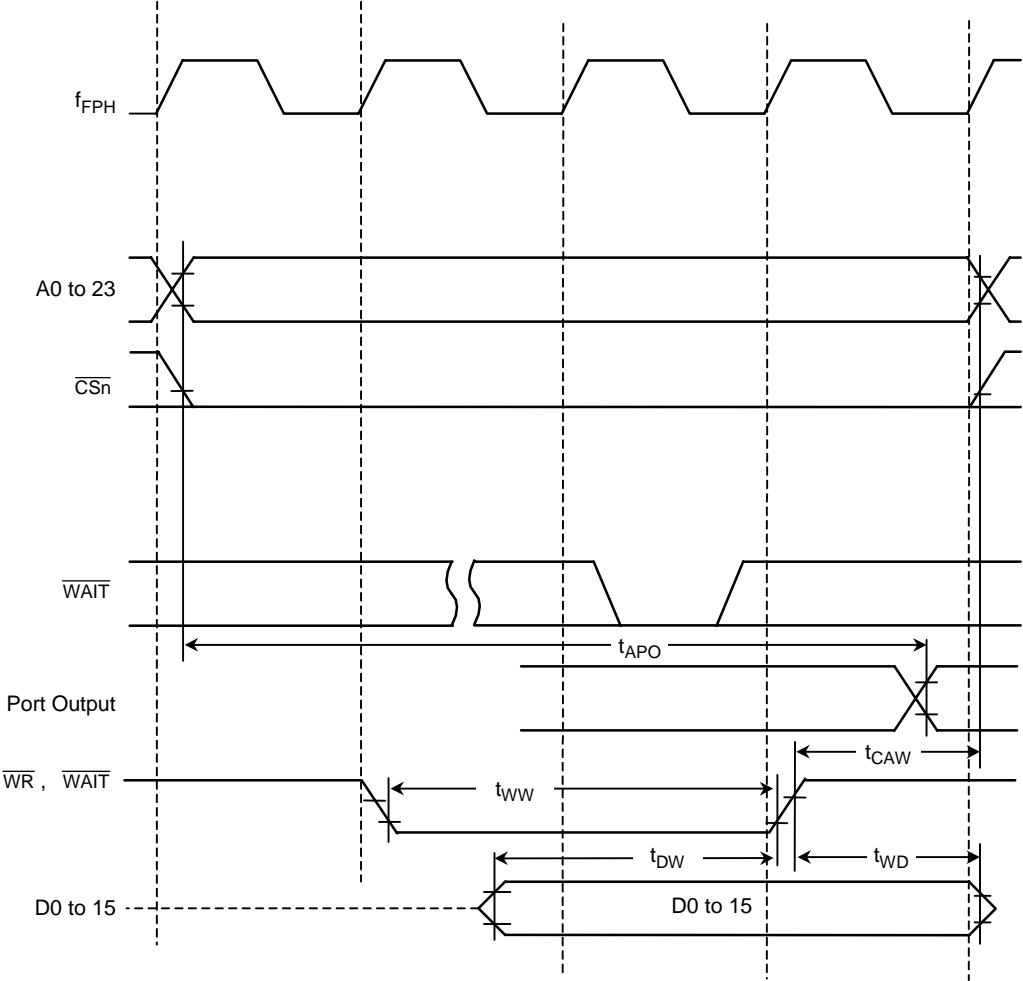 fFPH
A0 to 23
CSn
WAIT
tAPO
Port Output
tCAW
WR , WAIT
tWW
tDW
tWD
D0 to 15
D0 to 15